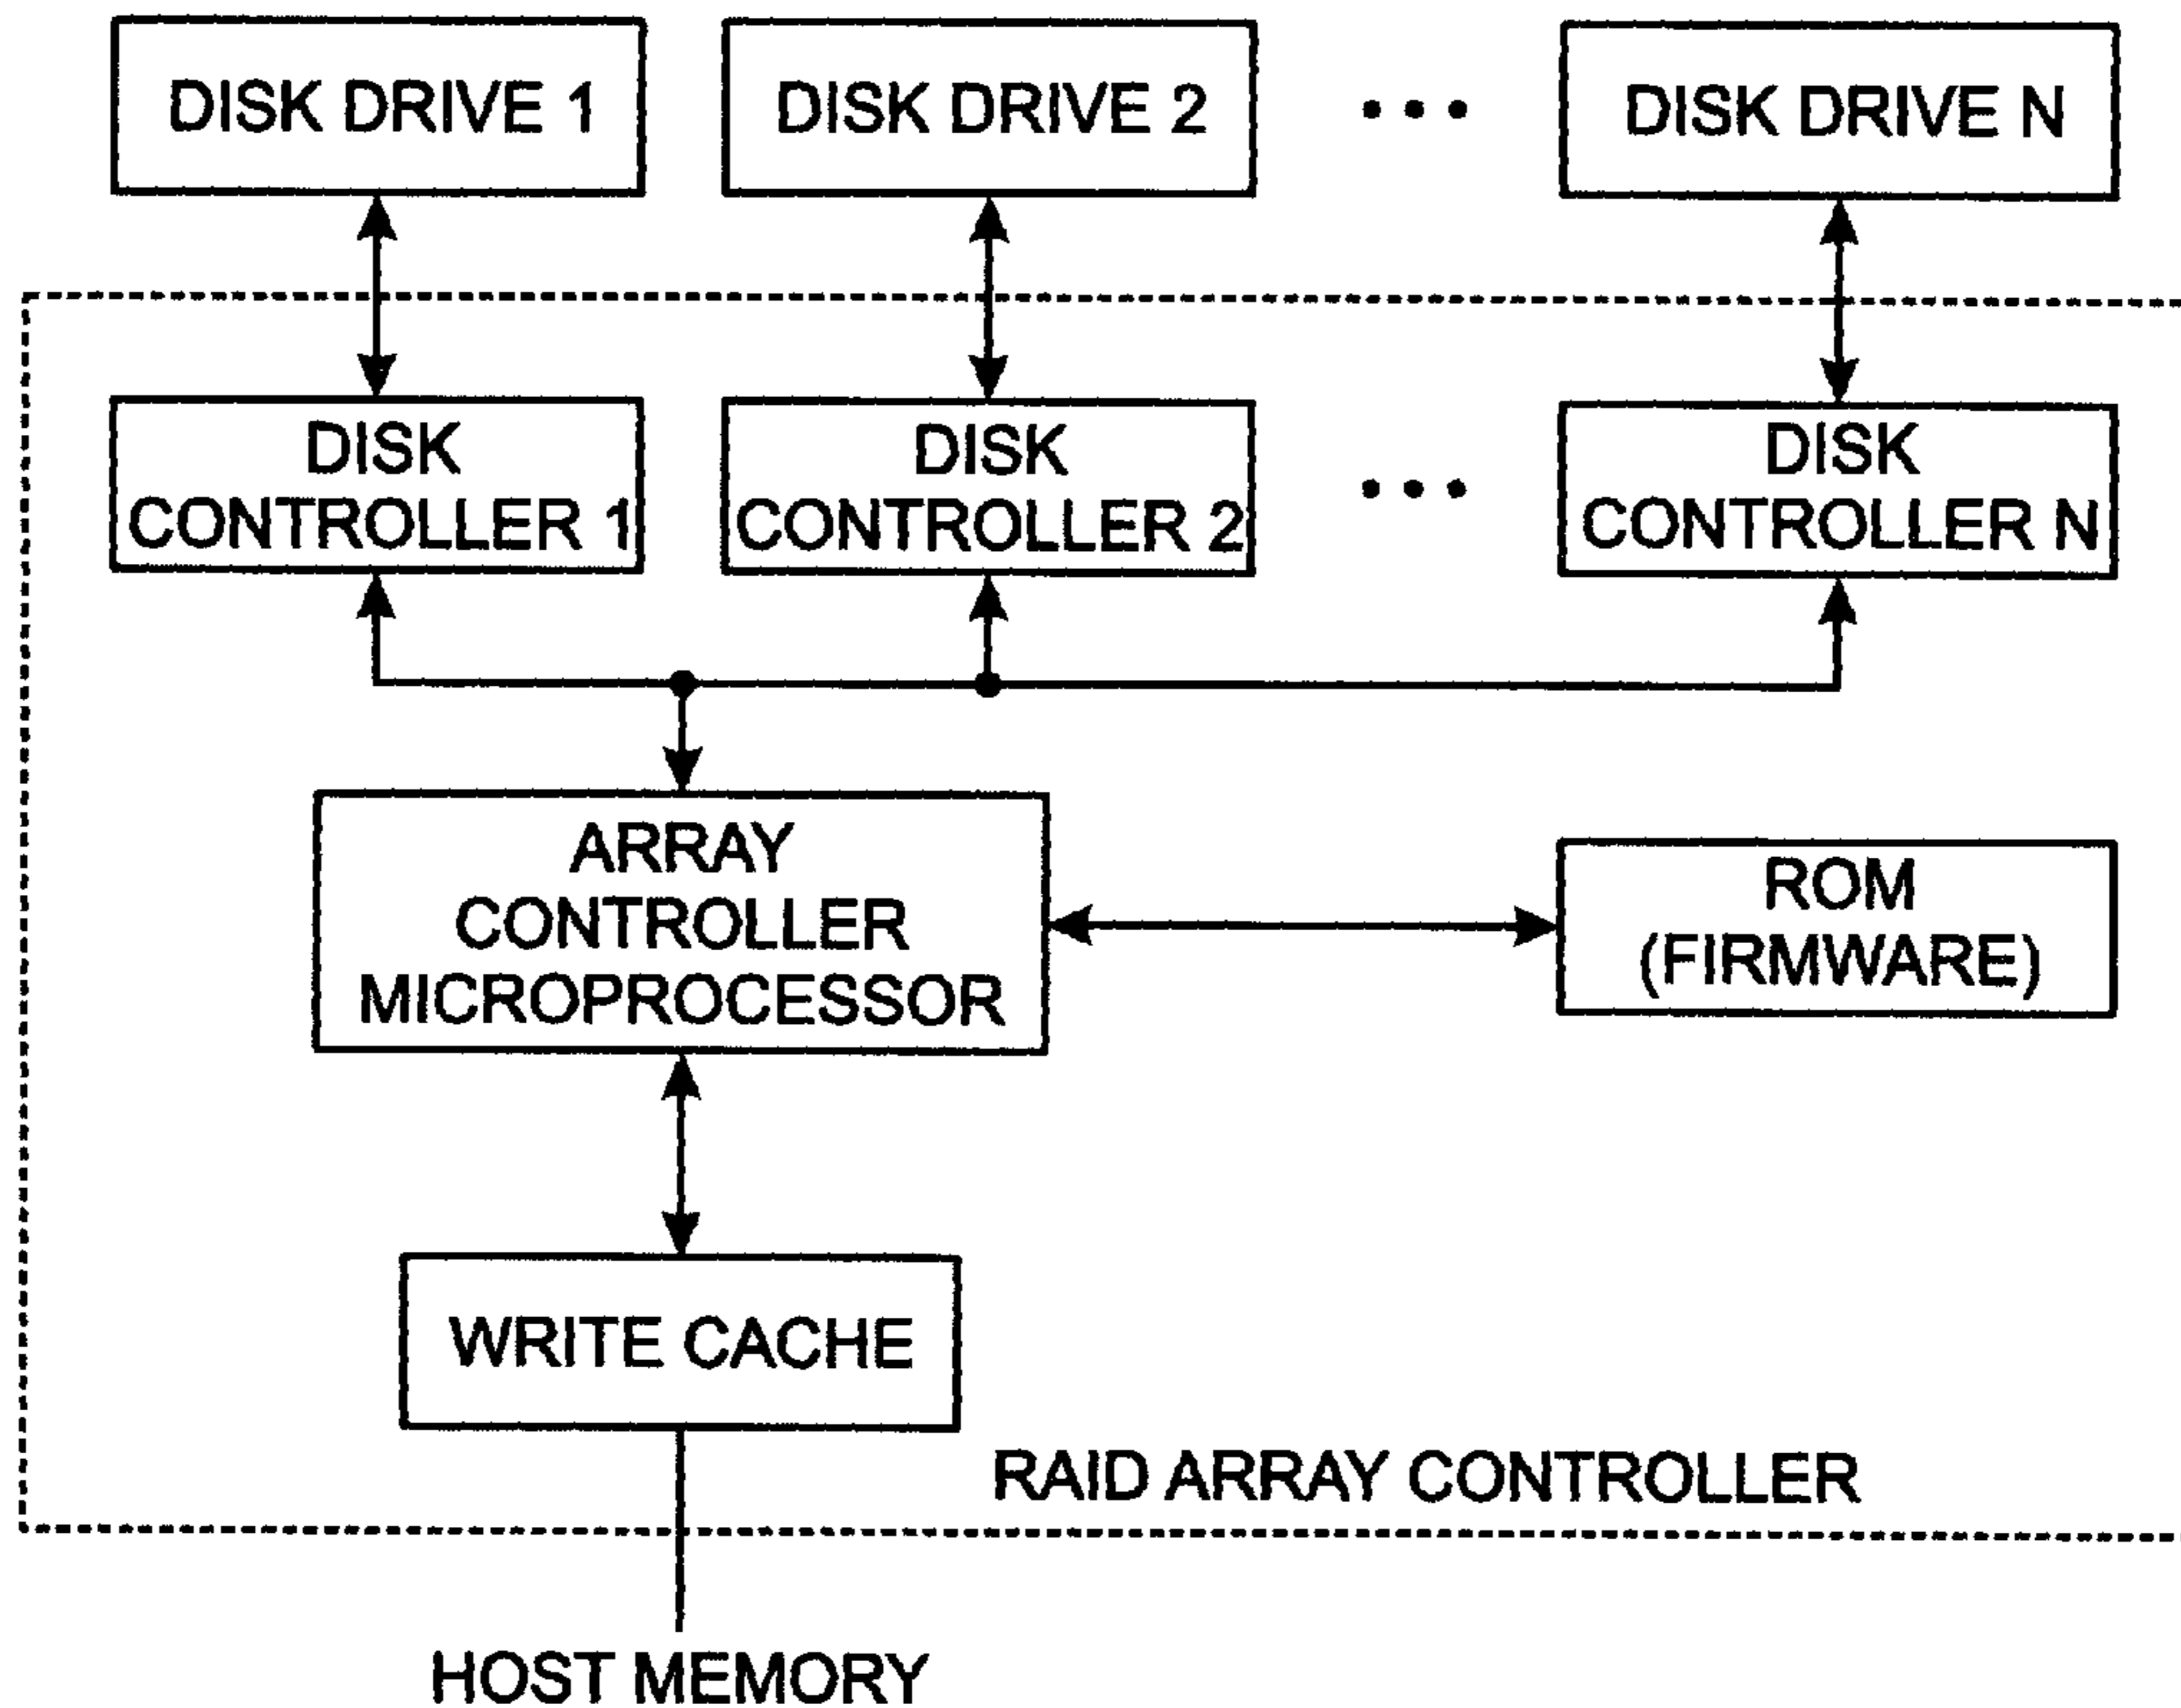 DISK DRIVE 1
DISK DRIVE 2
• • •
DISK DRIVE N
DISK
CONTROLLER 1
DISK
CONTROLLER 2
• • •
DISK
CONTROLLER N
ARRAY
CONTROLLER
MICROPROCESSOR
ROM
(FIRMWARE)
WRITE CACHE
RAID ARRAY CONTROLLER
HOST MEMORY